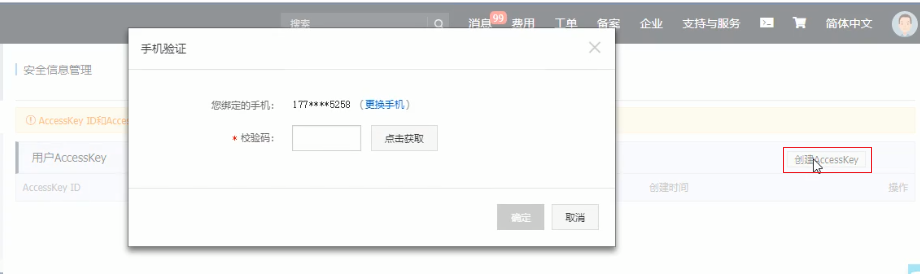 搜索
消息 99 费用 工单 备案 企业 支持与服务 简体中文
手机验证
安全信息管理
您绑定的手机： 177****5258 （更换手机）
AccessKey ID和Acces
* 校验码： 点击获取
用户AccessKey
创建AccessKey
AccessKey ID 创建时间 操作
确定 取消